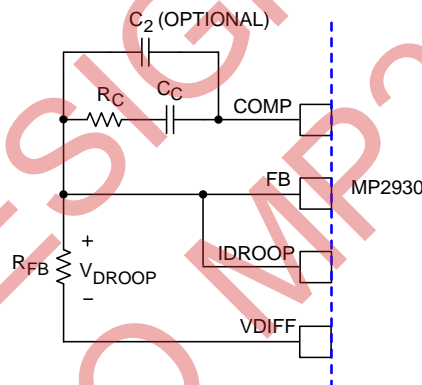 C2 (OPTIONAL)
RC
CC
COMP
FB
MP2930
+
RFB
VDROOP
IDROOP
−
VDIFF